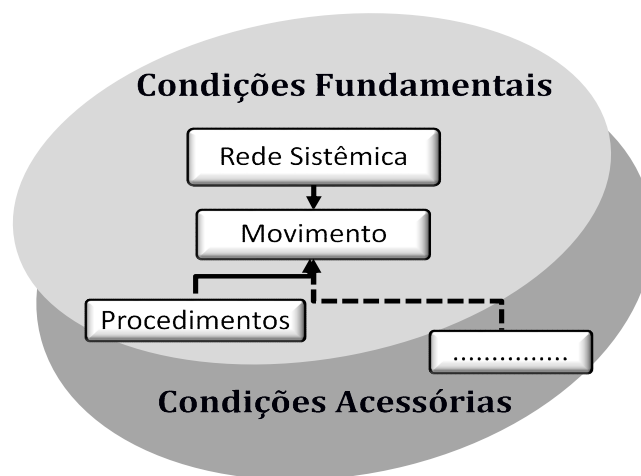 Condições Fundamentais
Rede Sistêmica
Movimento
Procedimentos
...............
Condições Acessórias